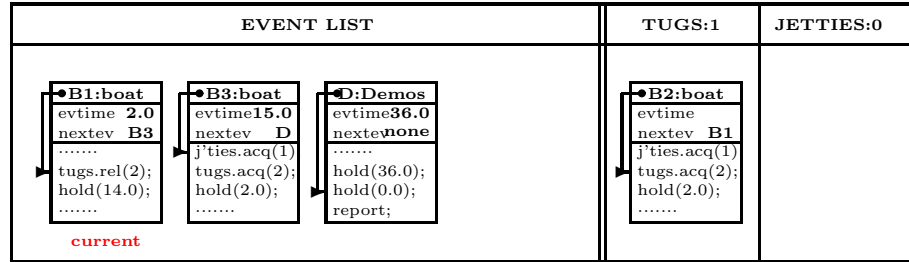 EVENT LIST TUGS:1 JETTIES:0
B1:boat B3:boat D:Demos B2:boat
evtime 2.0 evtime15.0 evtime36.0 evtime
nextev B3 nextev D nextevnone nextev B1
....... j'ties.acq(1) ....... j'ties.acq(1)
tugs.rel(2); tugs.acq(2); hold(36.0); tugs.acq(2);
hold(14.0); hold(2.0); hold(0.0); hold(2.0);
....... ....... report; .......
current